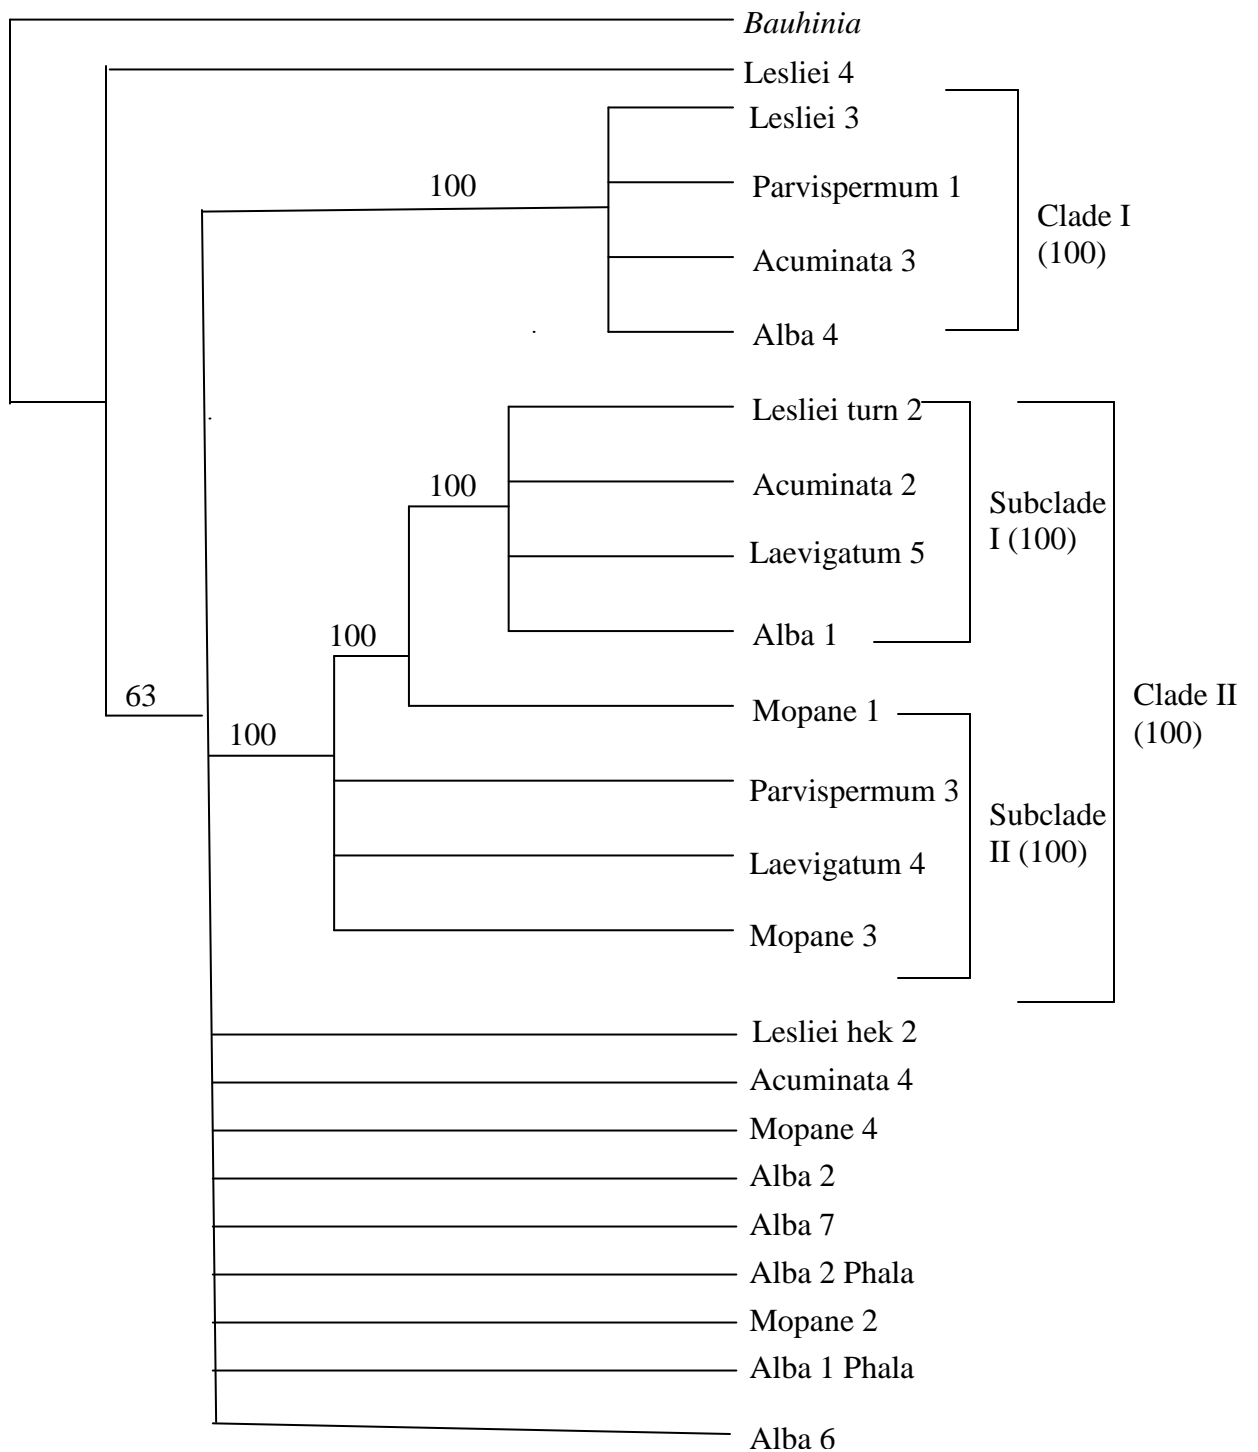 Bauhinia
Lesliei 4
Lesliei 3
100
Parvispermum 1
Clade I
(100)
Acuminata 3
Alba 4
Lesliei turn 2
100
Acuminata 2
Subclade
I (100)
Laevigatum 5
100
Alba 1
63
Mopane 1
Clade II
(100)
100
Parvispermum 3
Subclade
II (100)
Laevigatum 4
Mopane 3
Lesliei hek 2
Acuminata 4
Mopane 4
Alba 2
Alba 7
Alba 2 Phala
Mopane 2
Alba 1 Phala
Alba 6